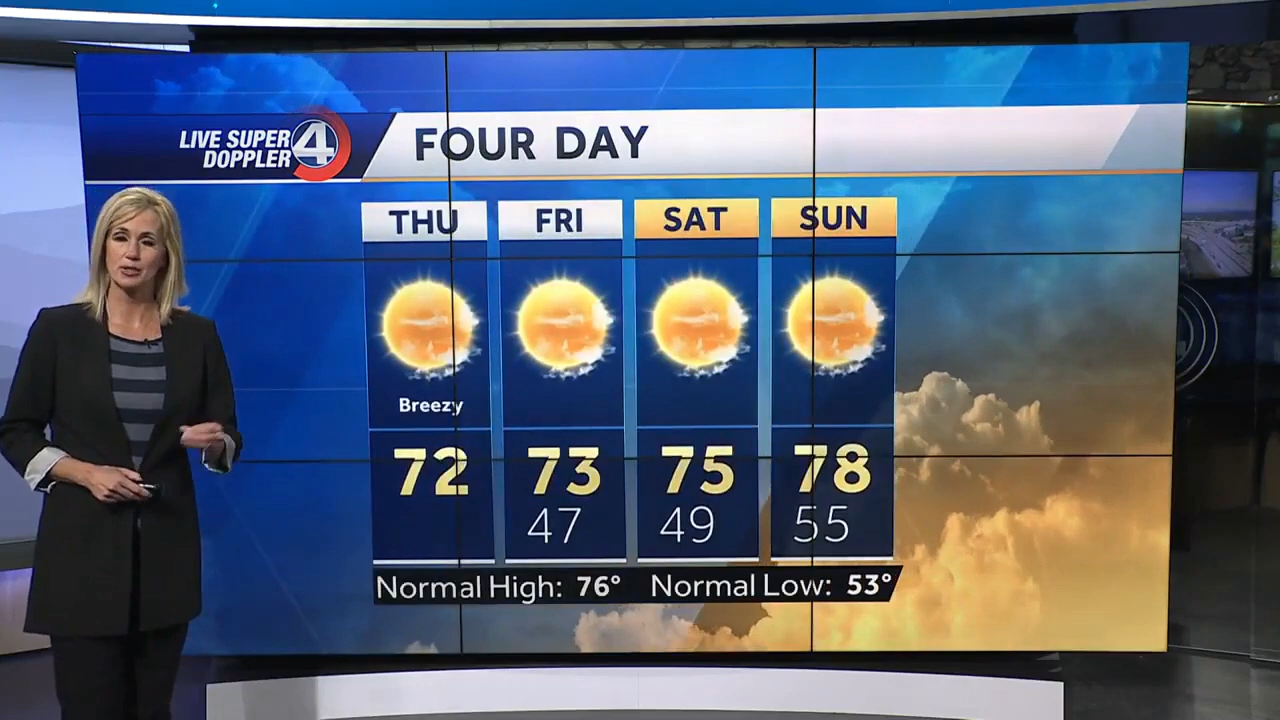 LIVE SUPER
DOPPLER 4
FOUR DAY
THU FRI SAT SUN
Breezy
72 73 75 78
47 49 55
Normal High: 76° Normal Low: 53°